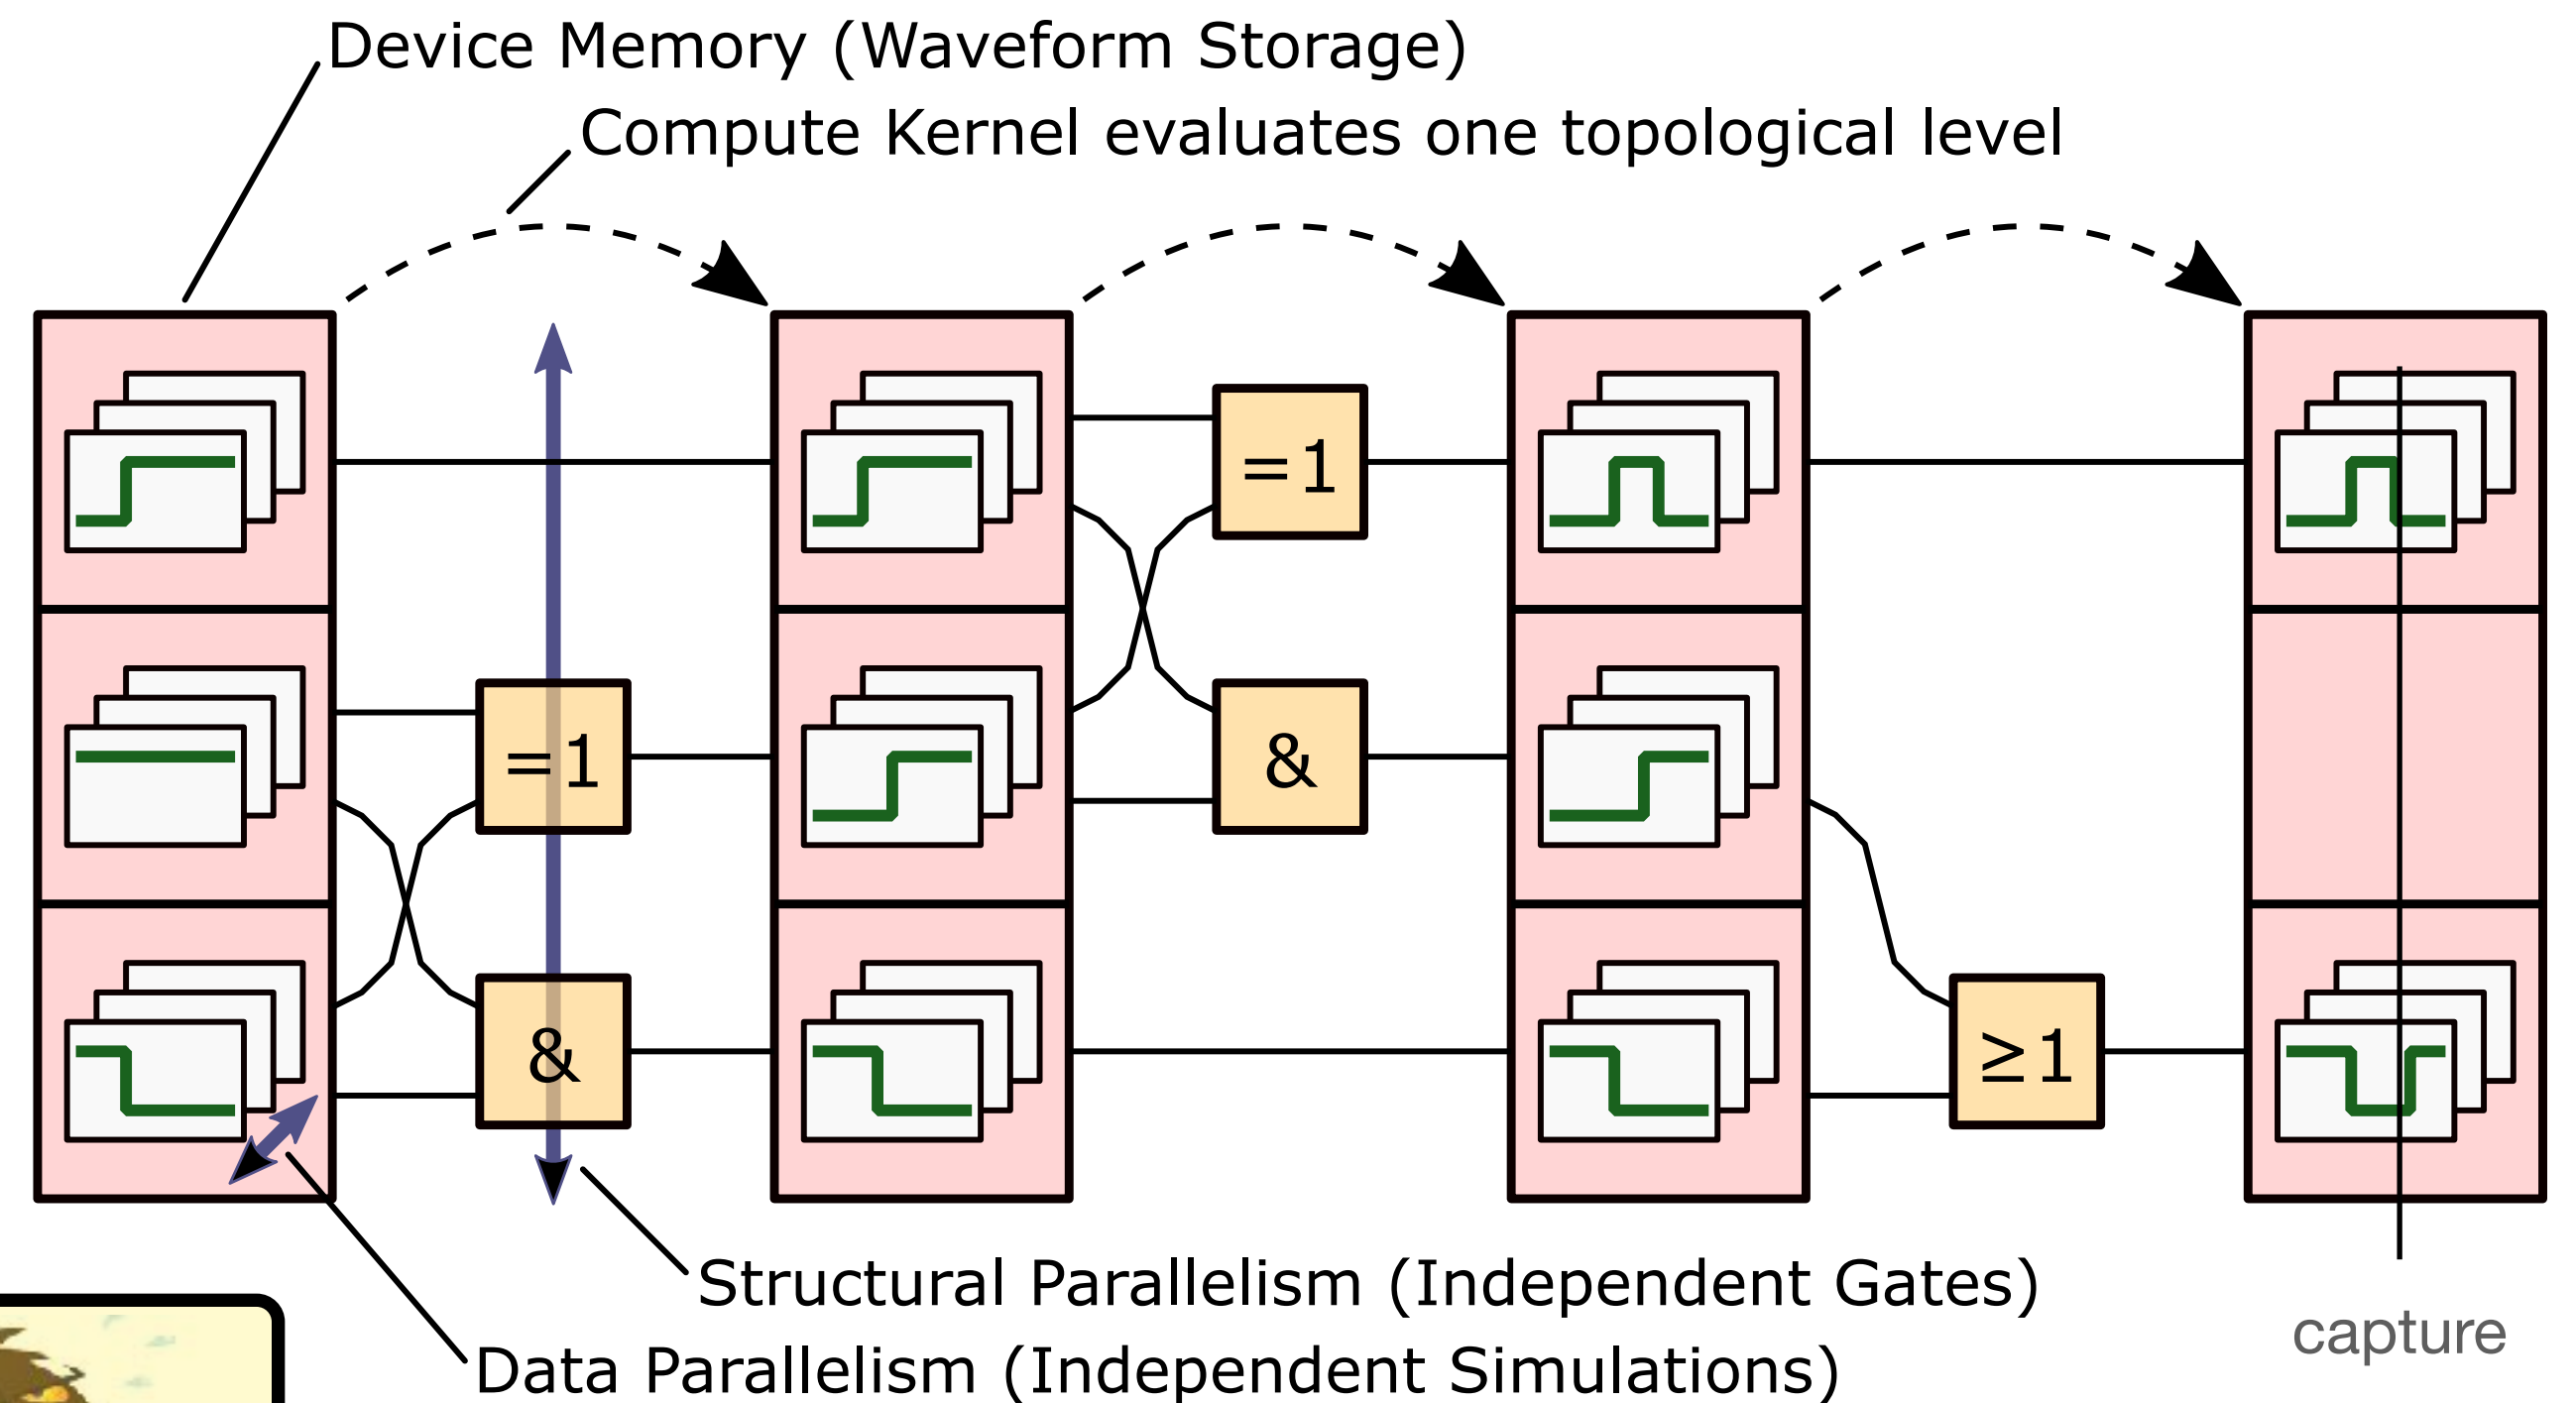 Device Memory (Waveform Storage)
Compute Kernel evaluates one topological level
=1
=1
&
&
≥1
Structural Parallelism (Independent Gates)
capture
Data Parallelism (Independent Simulations)